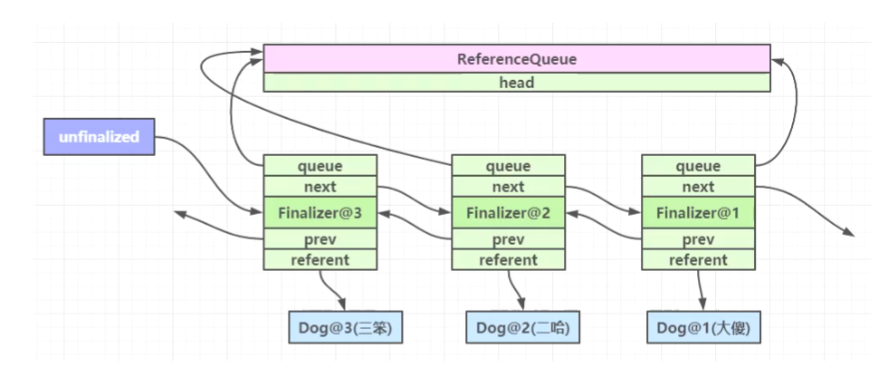 ReferenceQueue
head
unfinalized
queue
next
Finalizer@3
prev
referent
queue
next
Finalizer@2
prev
referent
queue
next
Finalizer@1
prev
referent
Dog@3(三笨)
Dog@2(二哈)
Dog@1(大傻)